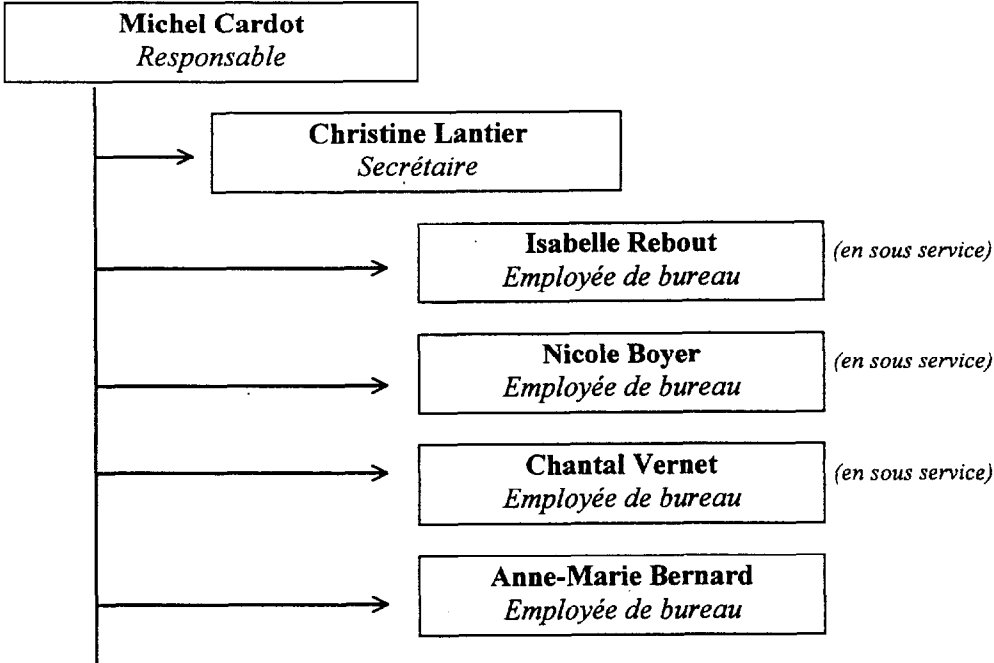 Michel Cardot
Responsable
Christine Lantier
Secrétaire
Isabelle Rebout
Employée de bureau
(en sous service)
Nicole Boyer
Employée de bureau
(en sous service)
Chantal Vernet
Employée de bureau
(en sous service)
Anne-Marie Bernard
Employée de bureau